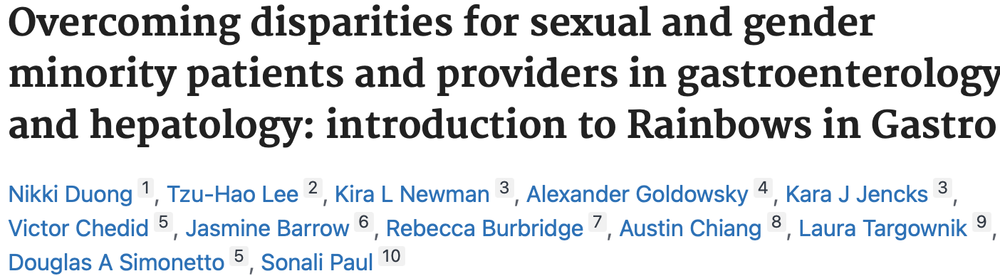 Overcoming disparities for sexual and gender
minority patients and providers in gastroenterology
and hepatology: introduction to Rainbows in Gastro
Nikki Duong 1, Tzu-Hao Lee 2, Kira L Newman 3, Alexander Goldowsky 4, Kara J Jencks 3,
Victor Chedid 5, Jasmine Barrow 6, Rebecca Burbridge 7, Austin Chiang 8, Laura Targownik 9,
Douglas A Simonetto 5, Sonali Paul 10